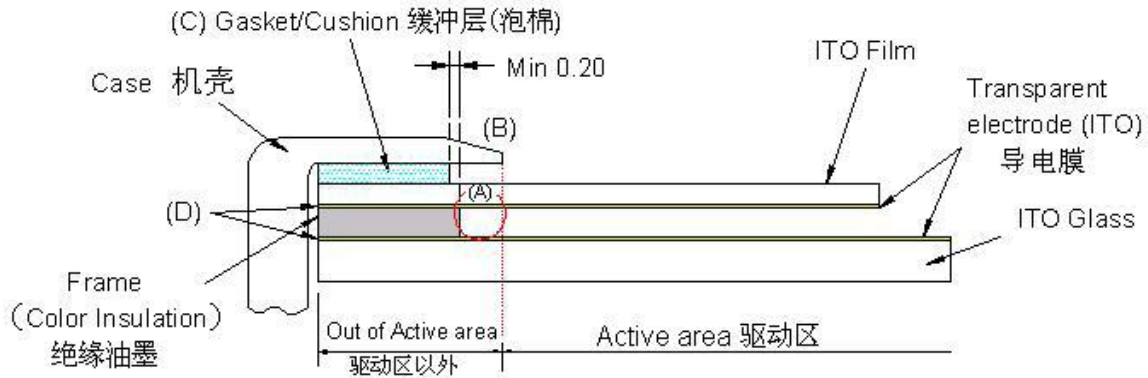 (C) Gasket/Cushion 缓冲层(泡棉)
Min 0.20
ITO Film
Case 机壳
Transparent
electrode (ITO)
导电膜
(B)
(A)
(D)
ITO Glass
Frame
（Color Insulation）
绝缘油墨
Out of Active area
驱动区以外
Active area 驱动区